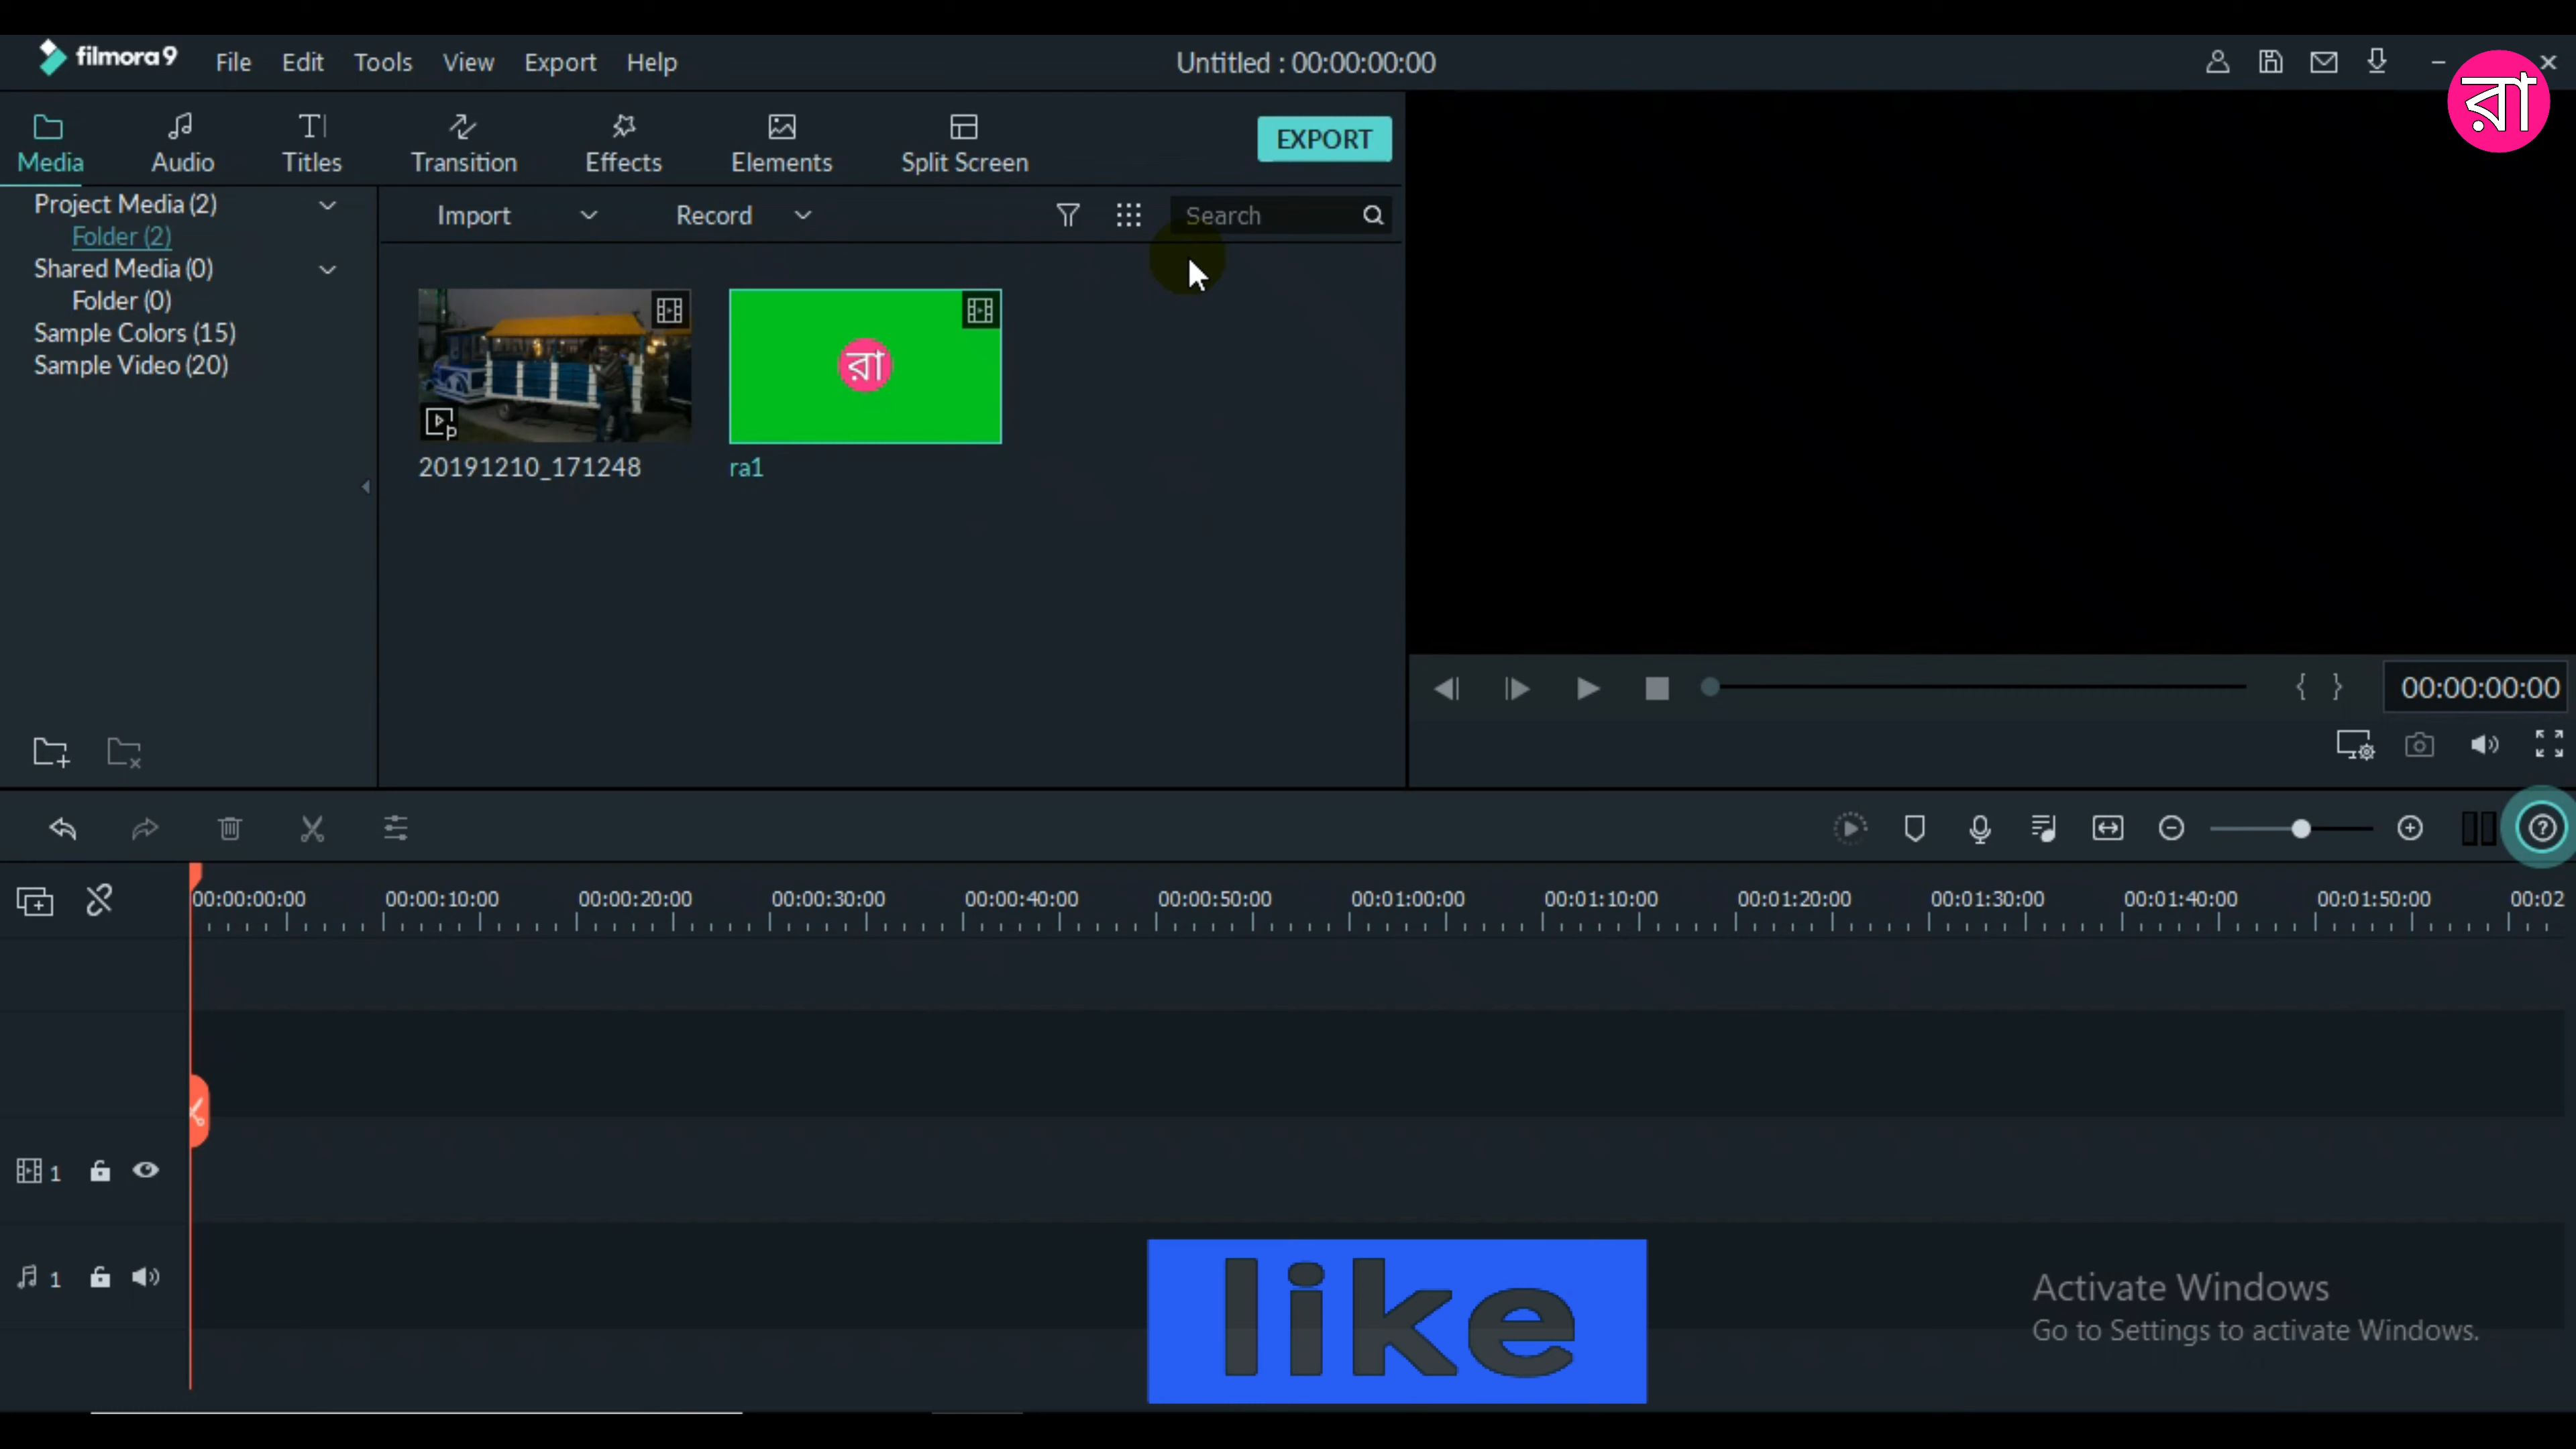 filmora9 File Edit Tools View Export Help Untitled : 00:00:00:00
রা
Media Audio Titles Transition Effects Elements Split Screen EXPORT
Project Media (2)
Folder (2)
Shared Media (0)
Folder (0)
Sample Colors (15)
Sample Video (20)
Import Record Search
রা
20191210_171248 ra1
{ } 00:00:00:00
00:00:00:00 00:00:10:00 00:00:20:00 00:00:30:00 00:00:40:00 00:00:50:00 00:01:00:00 00:01:10:00 00:01:20:00 00:01:30:00 00:01:40:00 00:01:50:00 00:02
1
1
like
Activate Windows
Go to Settings to activate Windows.